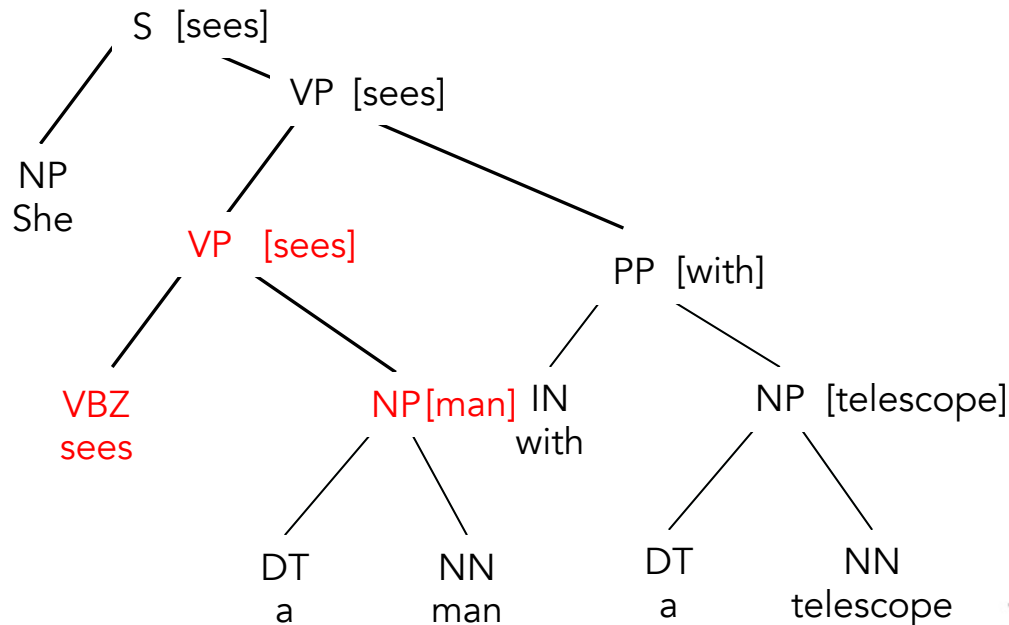 S [sees]
VP [sees]
NP
She
VP [sees]
PP [with]
VBZ
sees
NP [man]
IN
with
NP [telescope]
DT
a
NN
man
DT
a
NN
telescope